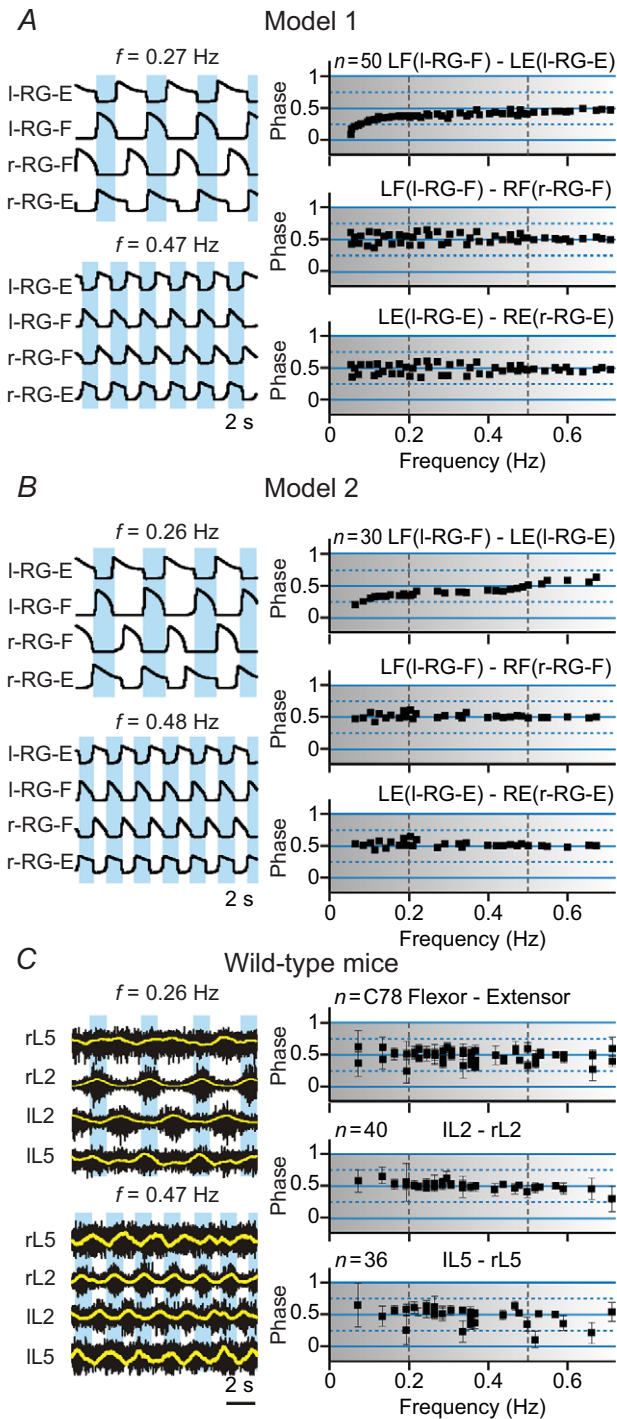 A
Model 1
f = 0.27 Hz
l-RG-E
l-RG-F
r-RG-F
r-RG-E
f = 0.47 Hz
l-RG-E
l-RG-F
r-RG-F
r-RG-E
2 s
n=50 LF(l-RG-F) - LE(l-RG-E)
Phase
1
0.5
0
LF(l-RG-F) - RF(r-RG-F)
Phase
1
0.5
0
LE(l-RG-E) - RE(r-RG-E)
Phase
1
0.5
0
0 0.2 0.4 0.6
Frequency (Hz)
B
Model 2
f = 0.26 Hz
l-RG-E
l-RG-F
r-RG-F
r-RG-E
f = 0.48 Hz
l-RG-E
l-RG-F
r-RG-F
r-RG-E
2 s
n=30 LF(l-RG-F) - LE(l-RG-E)
Phase
1
0.5
0
LF(l-RG-F) - RF(r-RG-F)
Phase
1
0.5
0
LE(l-RG-E) - RE(r-RG-E)
Phase
1
0.5
0
0 0.2 0.4 0.6
Frequency (Hz)
C
Wild-type mice
f = 0.26 Hz
rL5
rL2
lL2
lL5
f = 0.47 Hz
rL5
rL2
lL2
lL5
2 s
n=C78 Flexor - Extensor
Phase
1
0.5
0
n=40 lL2 - rL2
Phase
1
0.5
0
n=36 lL5 - rL5
Phase
1
0.5
0
0 0.2 0.4 0.6
Frequency (Hz)